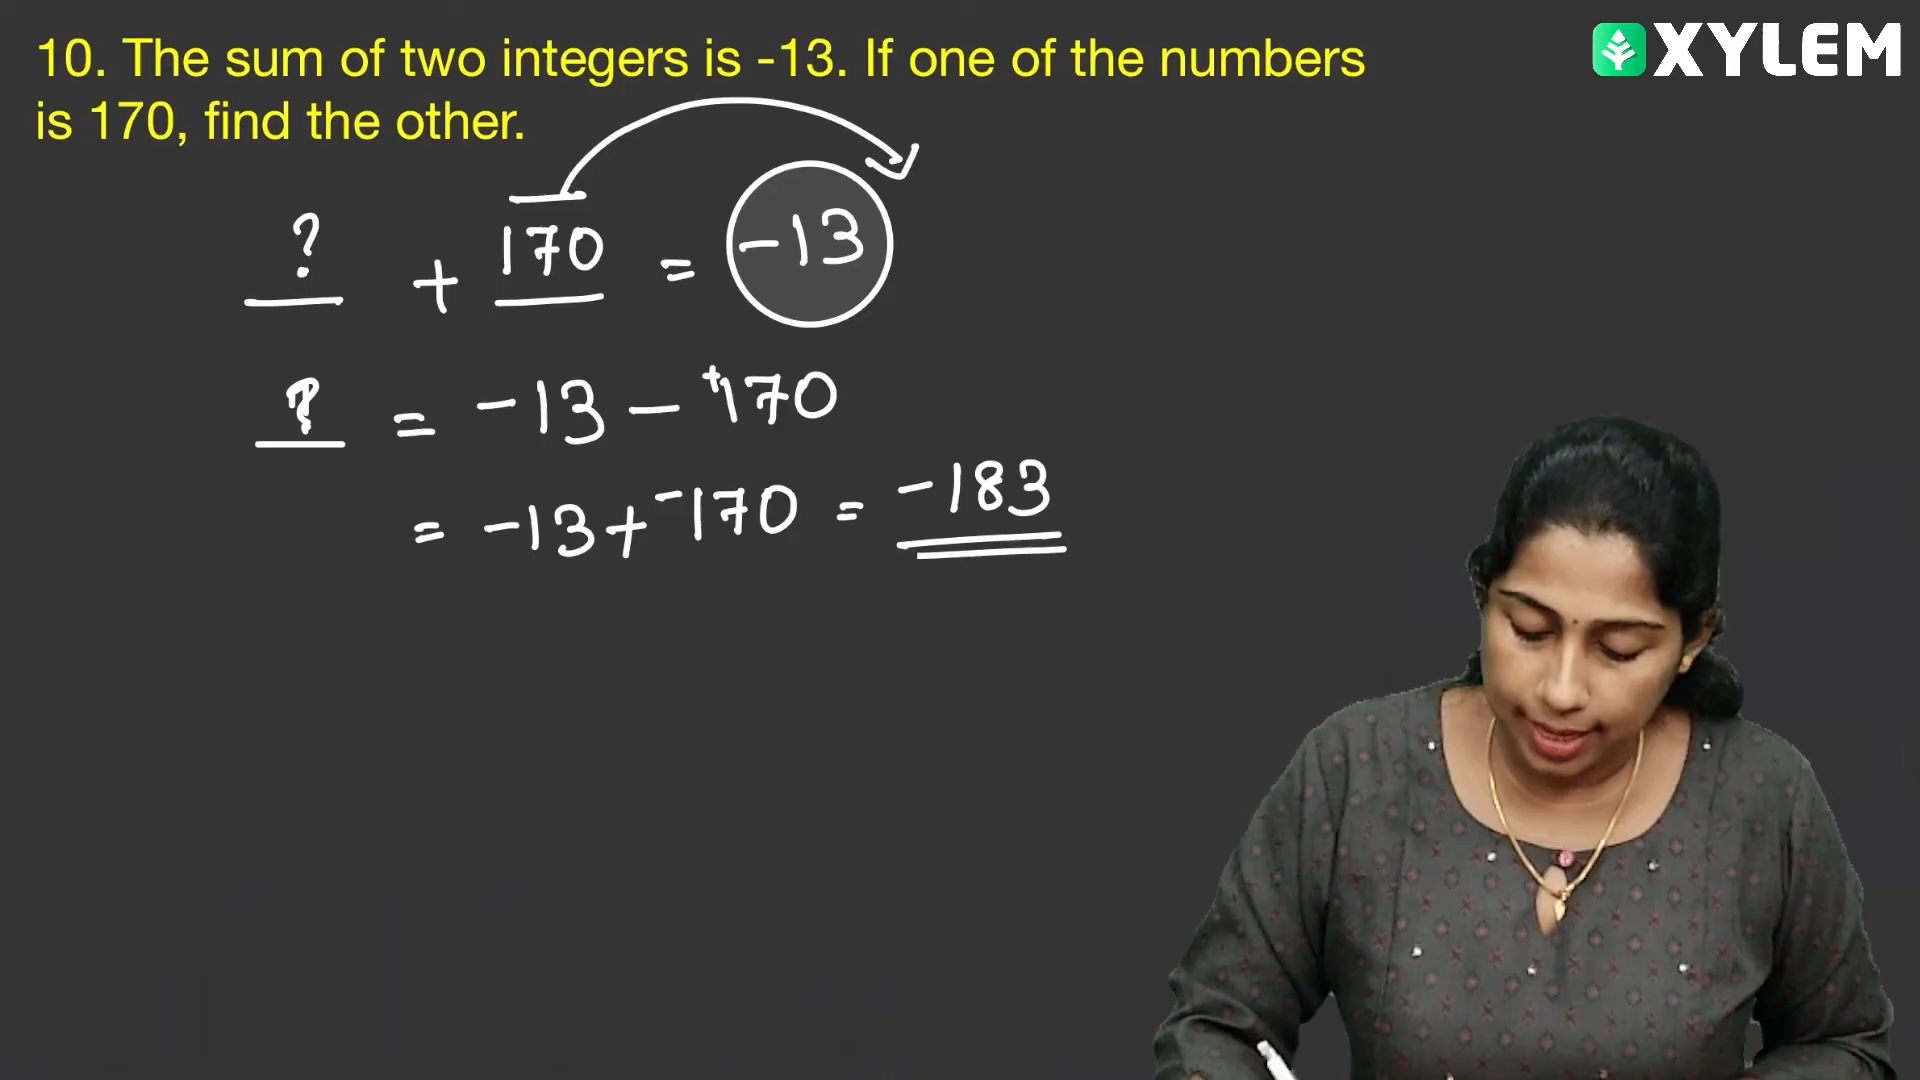 10. The sum of two integers is -13. If one of the numbers
is 170, find the other.
XYLEM
? + 170 = -13
? = -13 - +170
= -13 + -170 = -183